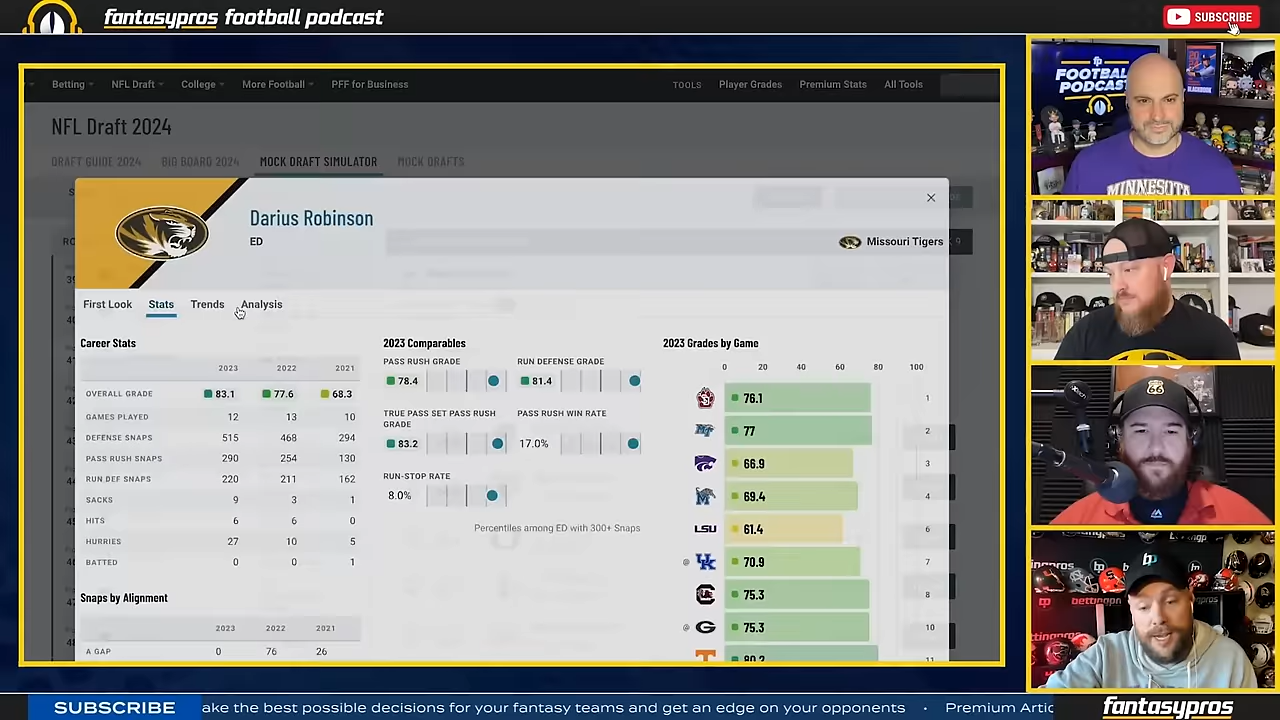 fantasypros football podcast
SUBSCRIBE
Betting
NFL Draft
College
More Football
PFF for Business
TOOLS
Player Grades
Premium Stats
All Tools
NFL Draft 2024
DRAFT GUIDE 2024
BIG BOARD 2024
MOCK DRAFT SIMULATOR
MOCK DRAFTS
Darius Robinson
ED
Missouri Tigers
First Look
Stats
Trends
Analysis
Career Stats
2023 2022 2021
OVERALL GRADE 83.1 77.6 68.3
GAMES PLAYED 12 13 10
DEFENSE SNAPS 515 468 294
PASS RUSH SNAPS 290 254 130
RUN DEF SNAPS 220 211 162
SACKS 9 3 1
HITS 6 6 0
HURRIES 27 10 5
BATTED 0 0 1
Snaps by Alignment
2023 2022 2021
A GAP 0 76 26
2023 Comparables
PASS RUSH GRADE
78.4
RUN DEFENSE GRADE
81.4
TRUE PASS SET PASS RUSH
GRADE
83.2
PASS RUSH WIN RATE
17.0%
RUN-STOP RATE
8.0%
Percentiles among ED with 300+ Snaps
2023 Grades by Game
0 20 40 60 80 100
76.1 1
77 2
66.9 3
69.4 4
LSU 61.4 6
@ 70.9 7
75.3 8
@ 75.3 10
80.2 11
FOOTBALL
PODCAST
MINNESOTA
SUBSCRIBE
ake the best possible decisions for your fantasy teams and get an edge on your opponents • Premium Artic
fantasypros